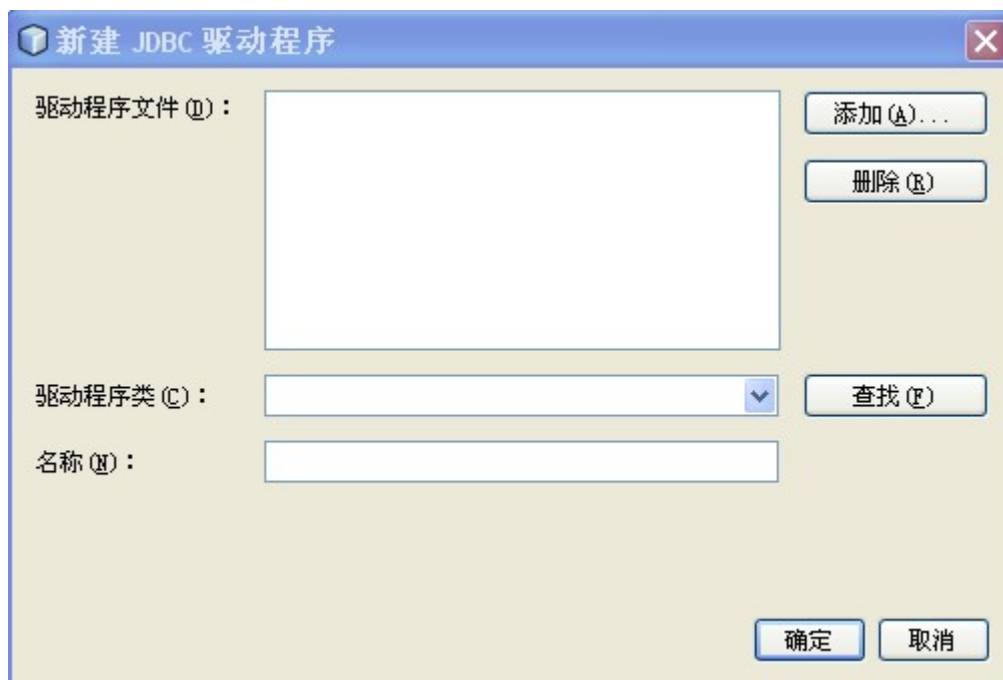 新建 JDBC 驱动程序
驱动程序文件(D)：
添加(A)...
删除(R)
驱动程序类(C)：
查找(F)
名称(N)：
确定
取消